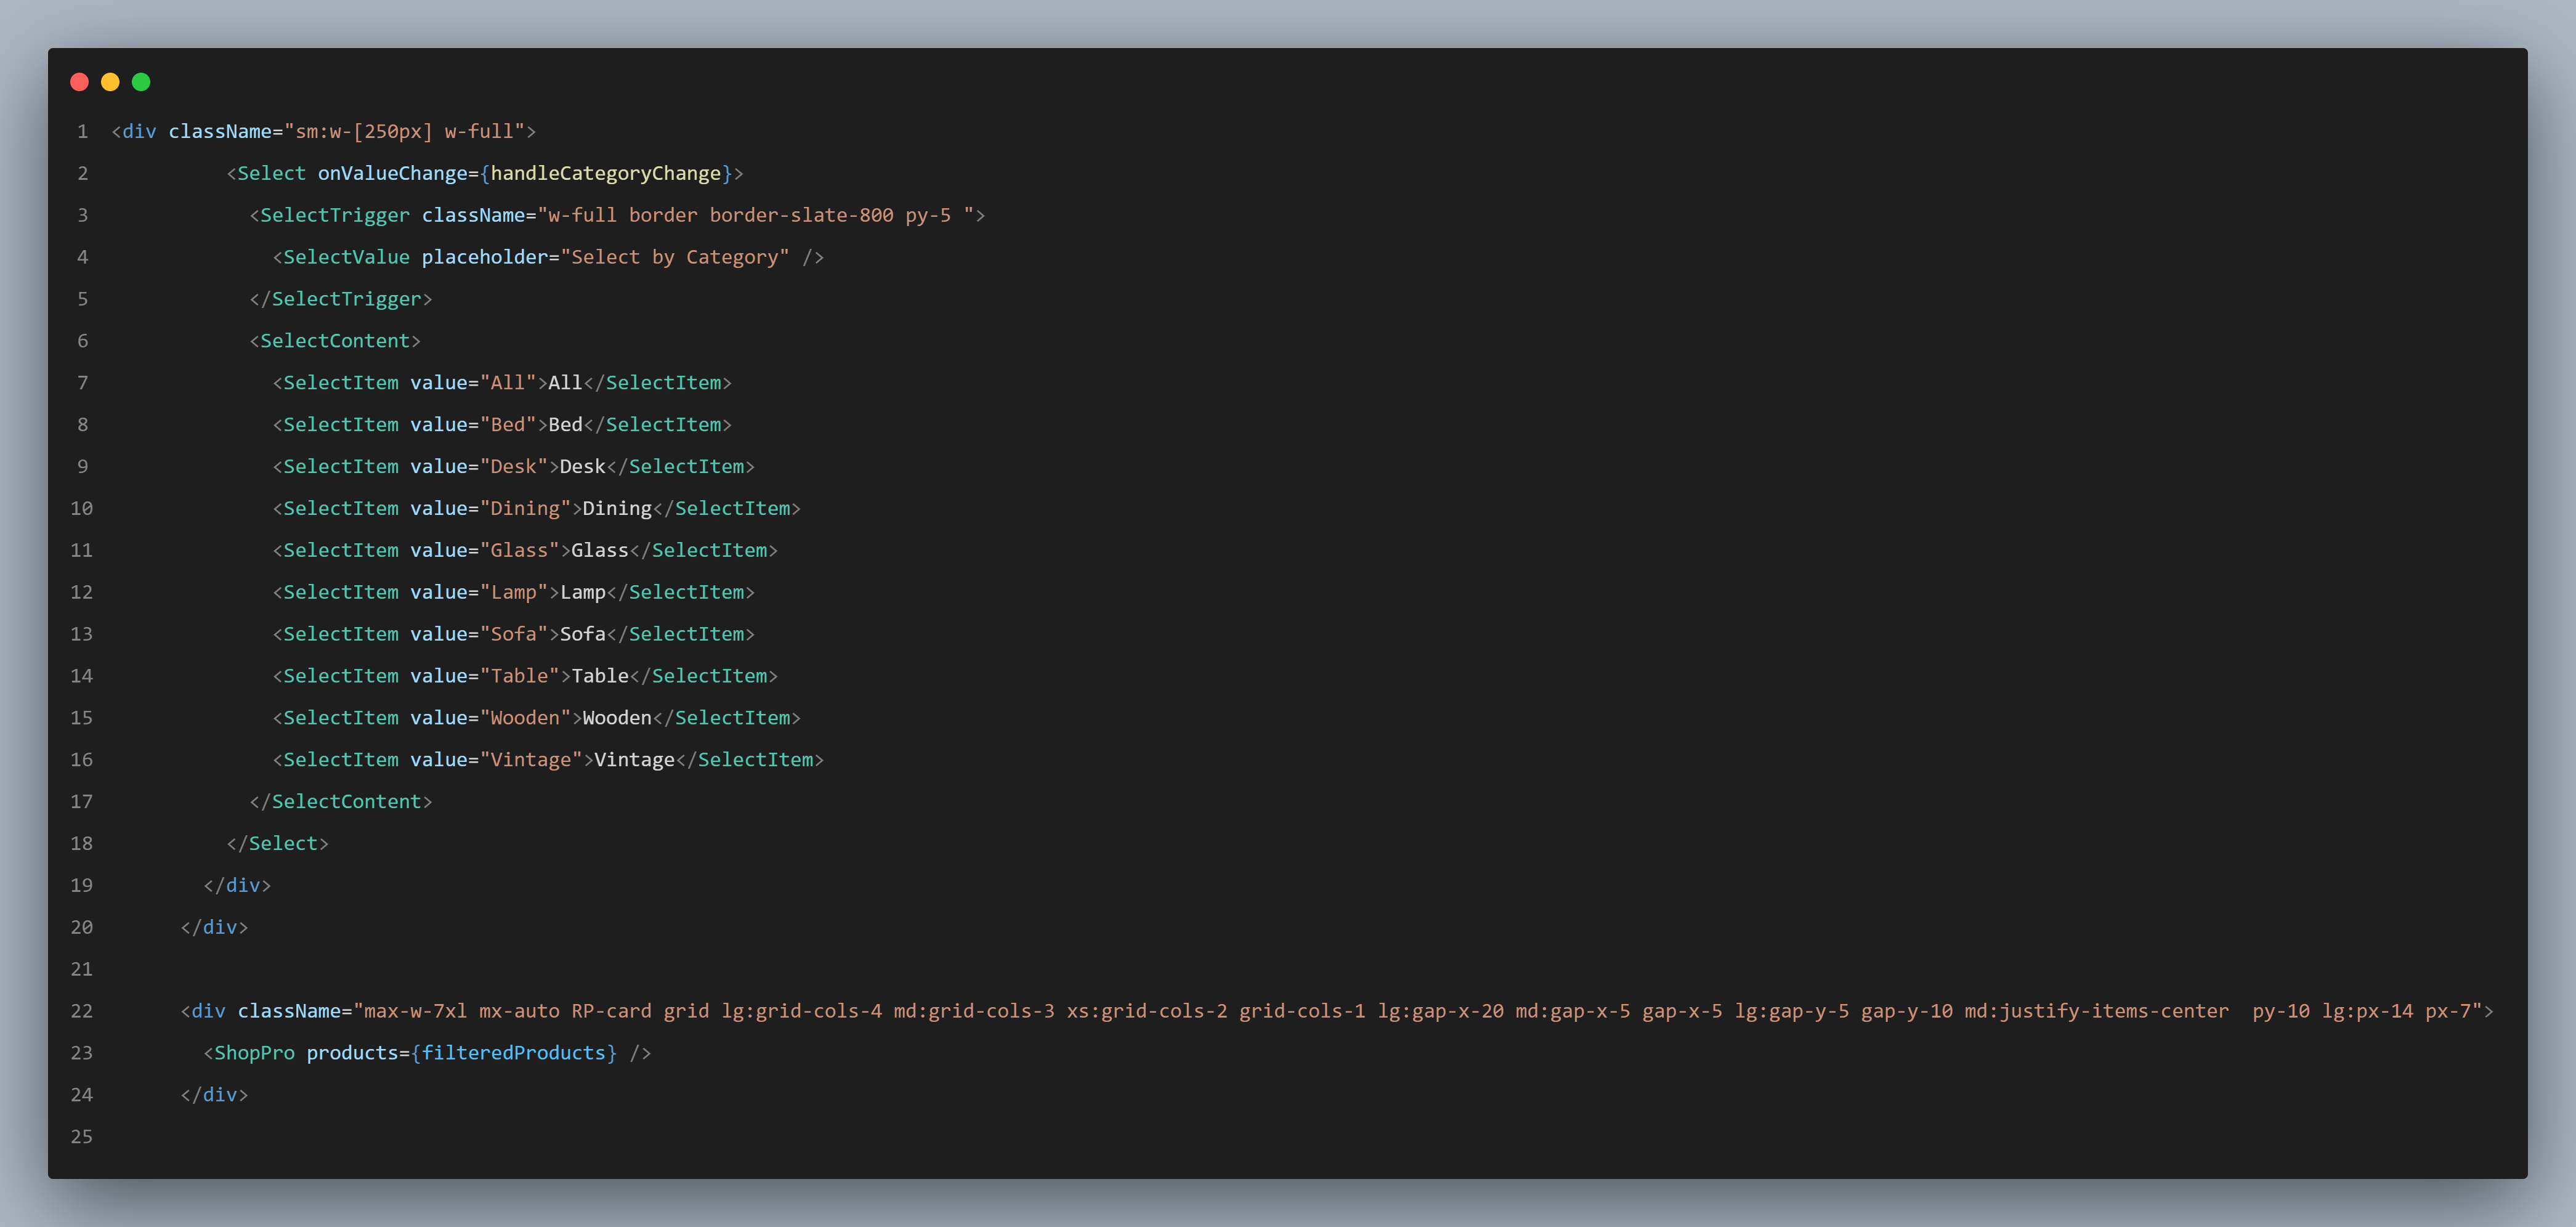 1 <div className="sm:w-[250px] w-full">
2           <Select onValueChange={handleCategoryChange}>
3             <SelectTrigger className="w-full border border-slate-800 py-5 ">
4               <SelectValue placeholder="Select by Category" />
5             </SelectTrigger>
6             <SelectContent>
7               <SelectItem value="All">All</SelectItem>
8               <SelectItem value="Bed">Bed</SelectItem>
9               <SelectItem value="Desk">Desk</SelectItem>
10               <SelectItem value="Dining">Dining</SelectItem>
11               <SelectItem value="Glass">Glass</SelectItem>
12               <SelectItem value="Lamp">Lamp</SelectItem>
13               <SelectItem value="Sofa">Sofa</SelectItem>
14               <SelectItem value="Table">Table</SelectItem>
15               <SelectItem value="Wooden">Wooden</SelectItem>
16               <SelectItem value="Vintage">Vintage</SelectItem>
17             </SelectContent>
18           </Select>
19         </div>
20       </div>
21
22       <div className="max-w-7xl mx-auto RP-card grid lg:grid-cols-4 md:grid-cols-3 xs:grid-cols-2 grid-cols-1 lg:gap-x-20 md:gap-x-5 gap-x-5 lg:gap-y-5 gap-y-10 md:justify-items-center  py-10 lg:px-14 px-7">
23         <ShopPro products={filteredProducts} />
24       </div>
25